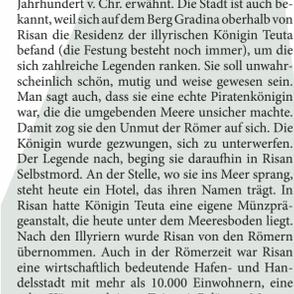 Jahrhundert v. Chr. erwähnt. Die Stadt ist auch be-
kannt, weil sich auf dem Berg Gradina oberhalb von
Risan die Residenz der illyrischen Königin Teuta
befand (die Festung besteht noch immer), um die
sich zahlreiche Legenden ranken. Sie soll unwahr-
scheinlich schön, mutig und weise gewesen sein.
Man sagt auch, dass sie eine echte Piratenkönigin
war, die die umgebenden Meere unsicher machte.
Damit zog sie den Unmut der Römer auf sich. Die
Königin wurde gezwungen, sich zu unterwerfen.
Der Legende nach, beging sie daraufhin in Risan
Selbstmord. An der Stelle, wo sie ins Meer sprang,
steht heute ein Hotel, das ihren Namen trägt. In
Risan hatte Königin Teuta eine eigene Münzprä-
geanstalt, die heute unter dem Meeresboden liegt.
Nach den Illyriern wurde Risan von den Römern
übernommen. Auch in der Römerzeit war Risan
eine wirtschaftlich bedeutende Hafen- und Han-
delsstadt mit mehr als 10.000 Einwohnern, eine